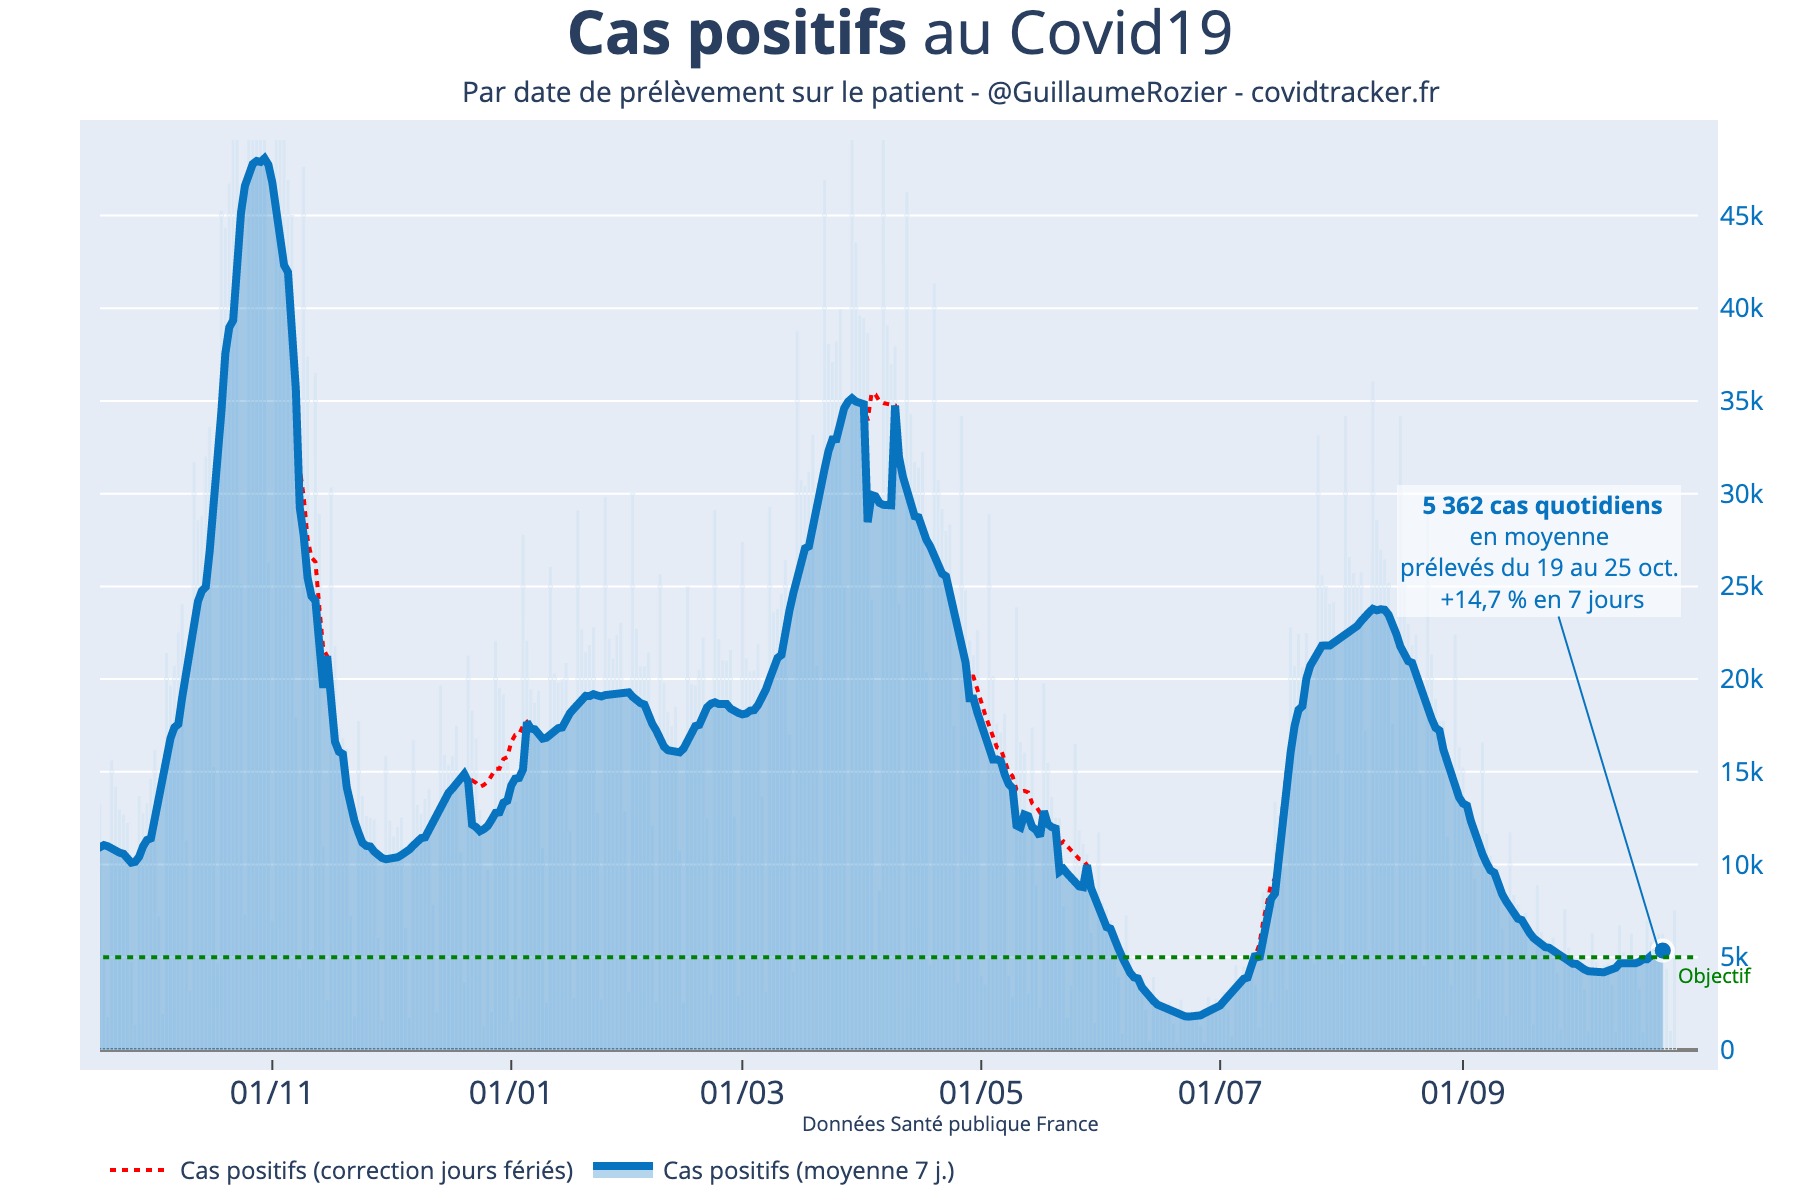 Cas positifs au Covid19
Par date de prélèvement sur le patient - @GuillaumeRozier - covidtracker.fr
45k
40k
35k
30k
5 362 cas quotidiens
en moyenne
prélevés du 19 au 25 oct.
+14,7 % en 7 jours
25k
20k
15k
10k
5k
Objectif
0
01/11
01/01
01/03
01/05
01/07
01/09
Données Santé publique France
Cas positifs (correction jours fériés)
Cas positifs (moyenne 7 j.)